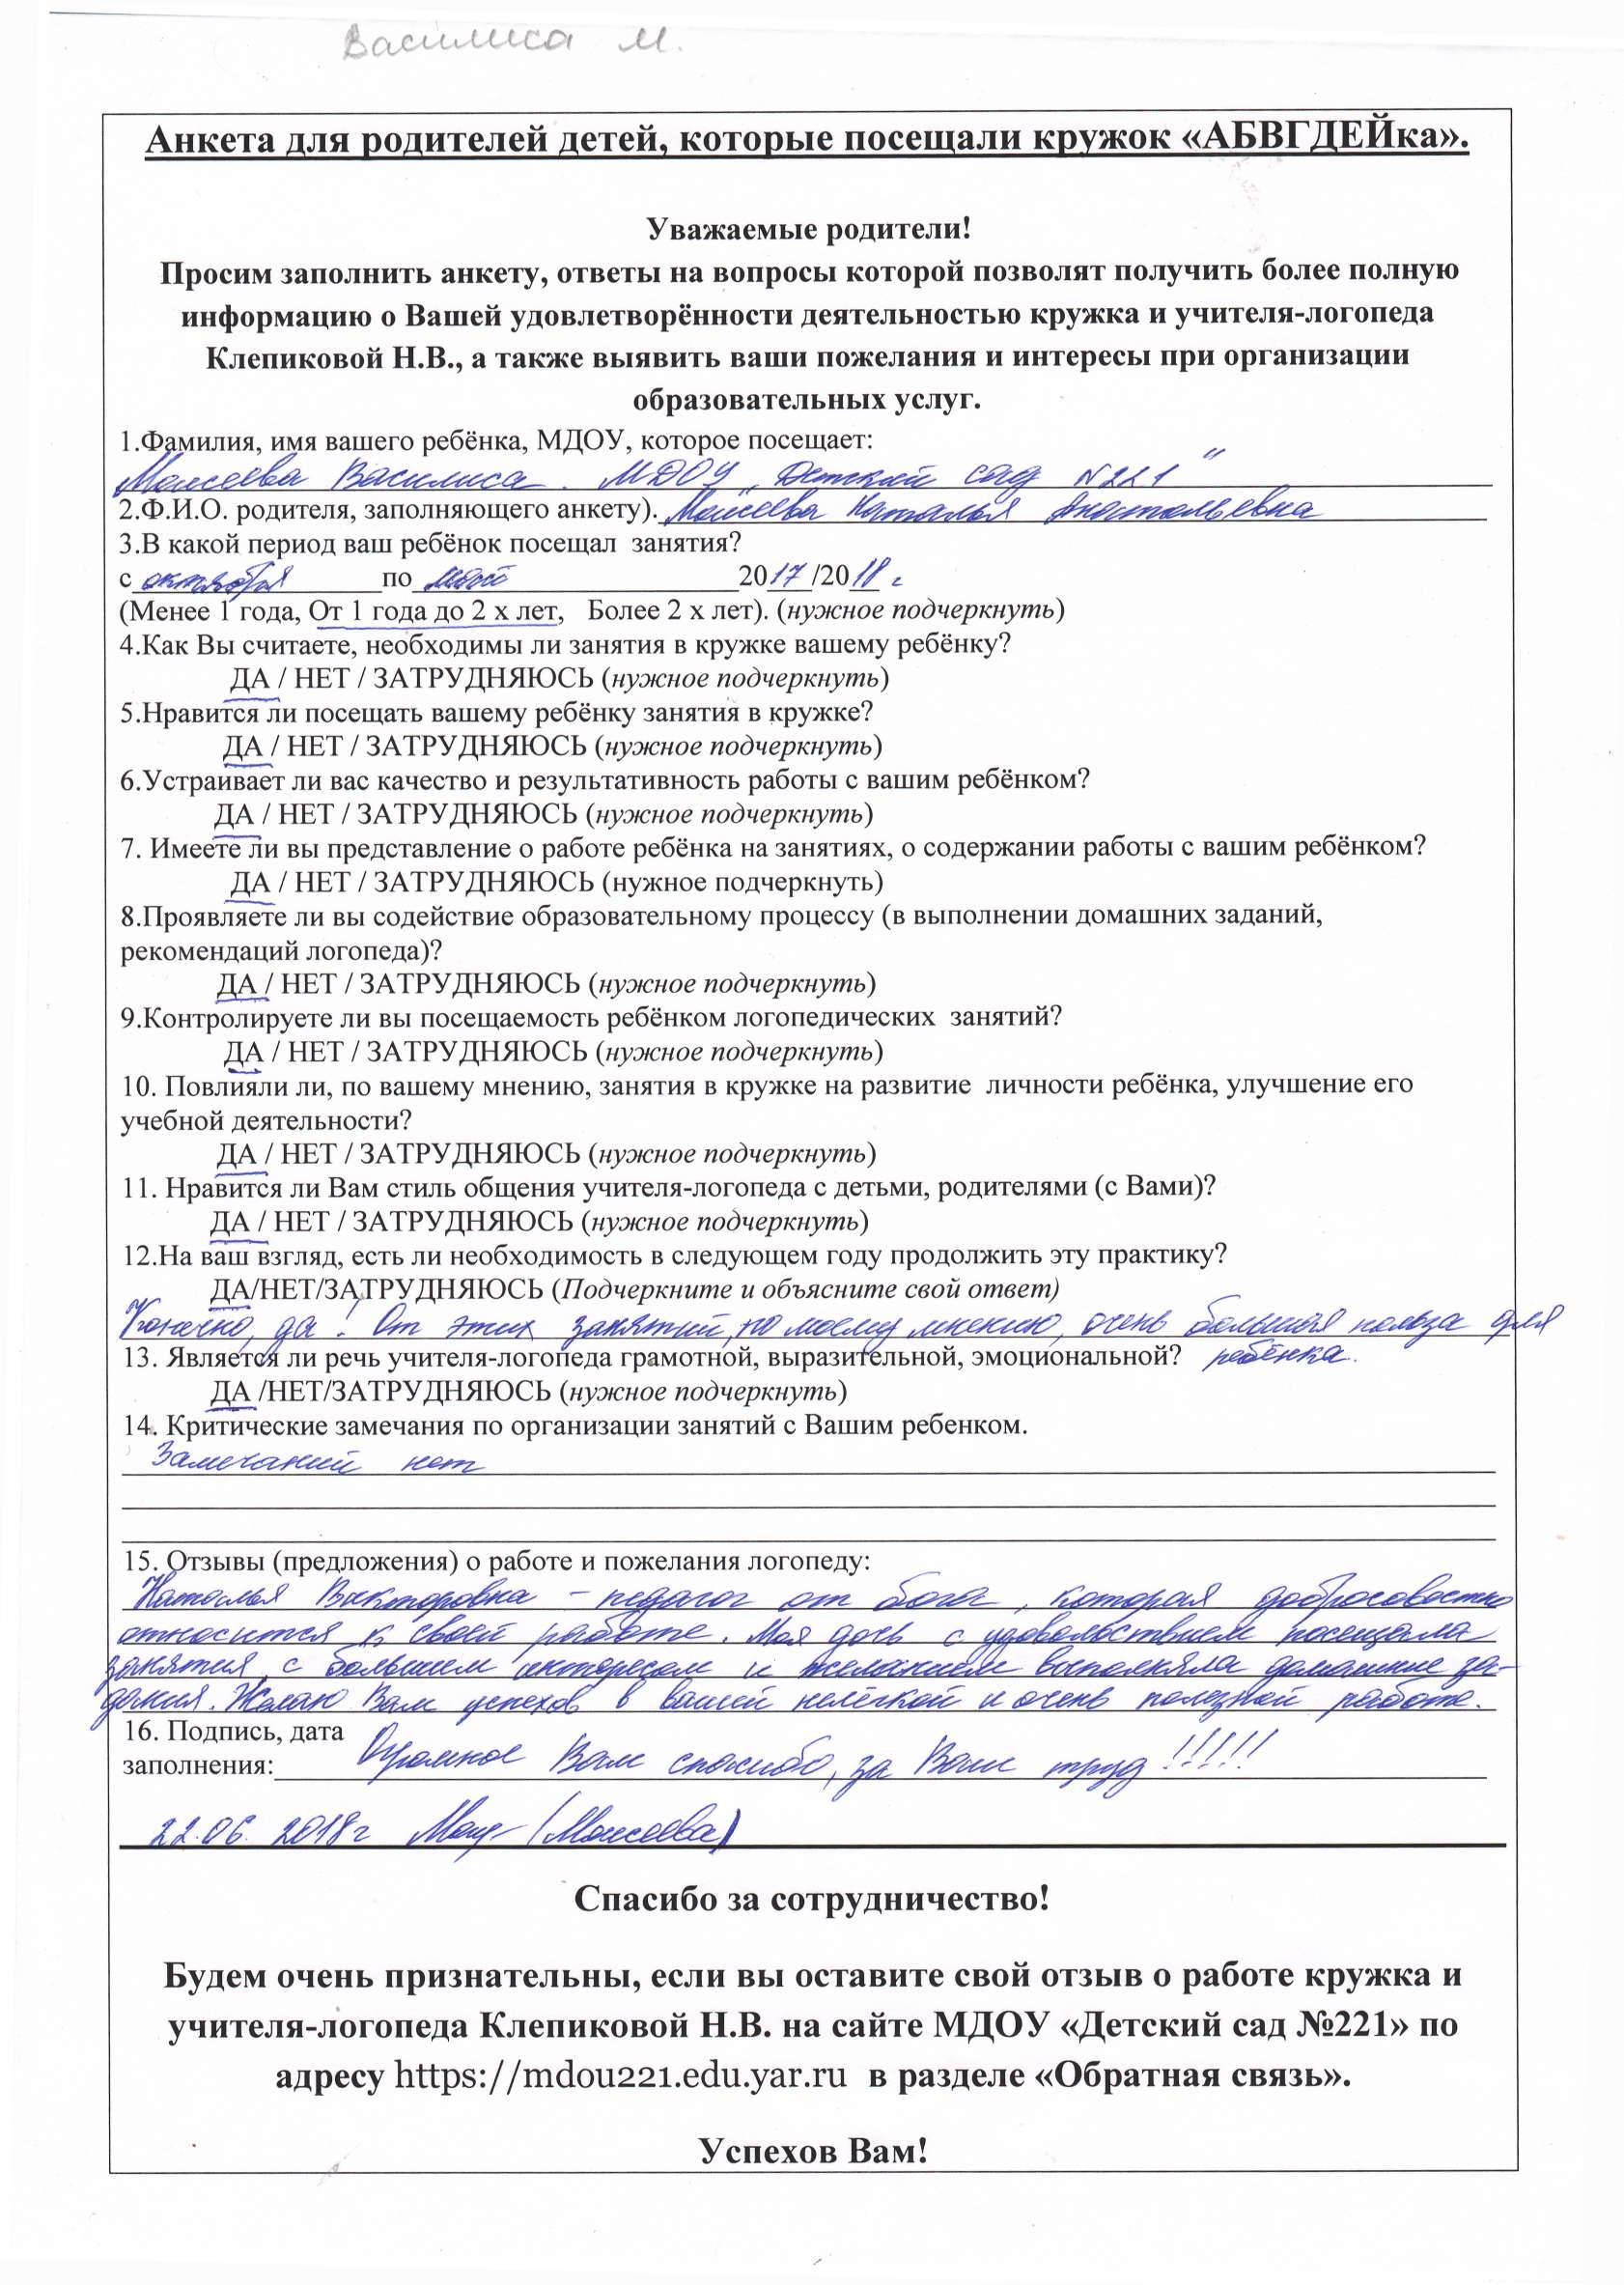 Василиса М.
Анкета для родителей детей, которые посещали кружок «АБВГДЕЙка».
Уважаемые родители!
Просим заполнить анкету, ответы на вопросы которой позволят получить более полную
информацию о Вашей удовлетворённости деятельностью кружка и учителя-логопеда
Клепиковой Н.В., а также выявить ваши пожелания и интересы при организации
образовательных услуг.
1.Фамилия, имя вашего ребёнка, МДОУ, которое посещает:
Моисеева Василиса. МДОУ „Детский сад №221"
2.Ф.И.О. родителя, заполняющего анкету). Моисеева Наталья Анатольевна
3.В какой период ваш ребёнок посещал занятия?
с октября по май 2017/2018 г
(Менее 1 года, От 1 года до 2 х лет, Более 2 х лет). (нужное подчеркнуть)
4.Как Вы считаете, необходимы ли занятия в кружке вашему ребёнку?
ДА / НЕТ / ЗАТРУДНЯЮСЬ (нужное подчеркнуть)
5.Нравится ли посещать вашему ребёнку занятия в кружке?
ДА / НЕТ / ЗАТРУДНЯЮСЬ (нужное подчеркнуть)
6.Устраивает ли вас качество и результативность работы с вашим ребёнком?
ДА / НЕТ / ЗАТРУДНЯЮСЬ (нужное подчеркнуть)
7. Имеете ли вы представление о работе ребёнка на занятиях, о содержании работы с вашим ребёнком?
ДА / НЕТ / ЗАТРУДНЯЮСЬ (нужное подчеркнуть)
8.Проявляете ли вы содействие образовательному процессу (в выполнении домашних заданий,
рекомендаций логопеда)?
ДА / НЕТ / ЗАТРУДНЯЮСЬ (нужное подчеркнуть)
9.Контролируете ли вы посещаемость ребёнком логопедических занятий?
ДА / НЕТ / ЗАТРУДНЯЮСЬ (нужное подчеркнуть)
10. Повлияли ли, по вашему мнению, занятия в кружке на развитие личности ребёнка, улучшение его
учебной деятельности?
ДА / НЕТ / ЗАТРУДНЯЮСЬ (нужное подчеркнуть)
11. Нравится ли Вам стиль общения учителя-логопеда с детьми, родителями (с Вами)?
ДА / НЕТ / ЗАТРУДНЯЮСЬ (нужное подчеркнуть)
12.На ваш взгляд, есть ли необходимость в следующем году продолжить эту практику?
ДА/НЕТ/ЗАТРУДНЯЮСЬ (Подчеркните и объясните свой ответ)
Конечно, да! От этих занятий, по моему мнению, очень большая польза для
ребёнка.
13. Является ли речь учителя-логопеда грамотной, выразительной, эмоциональной?
ДА /НЕТ/ЗАТРУДНЯЮСЬ (нужное подчеркнуть)
14. Критические замечания по организации занятий с Вашим ребенком.
Замечаний нет
15. Отзывы (предложения) о работе и пожелания логопеду:
Наталья Викторовна – педагог от бога, которая добросовестно
относится к своей работе. Моя дочь с удовольствием посещала
занятия, с большим интересом и желанием выполняла домашние за-
дания. Желаю Вам успехов в вашей нелёгкой и очень полезной работе.
16. Подпись, дата
заполнения: Огромное Вам спасибо, за Ваш труд !!!!!
22.06. 2018г (Моисеева)
Спасибо за сотрудничество!
Будем очень признательны, если вы оставите свой отзыв о работе кружка и
учителя-логопеда Клепиковой Н.В. на сайте МДОУ «Детский сад №221» по
адресу https://mdou221.edu.yar.ru в разделе «Обратная связь».
Успехов Вам!